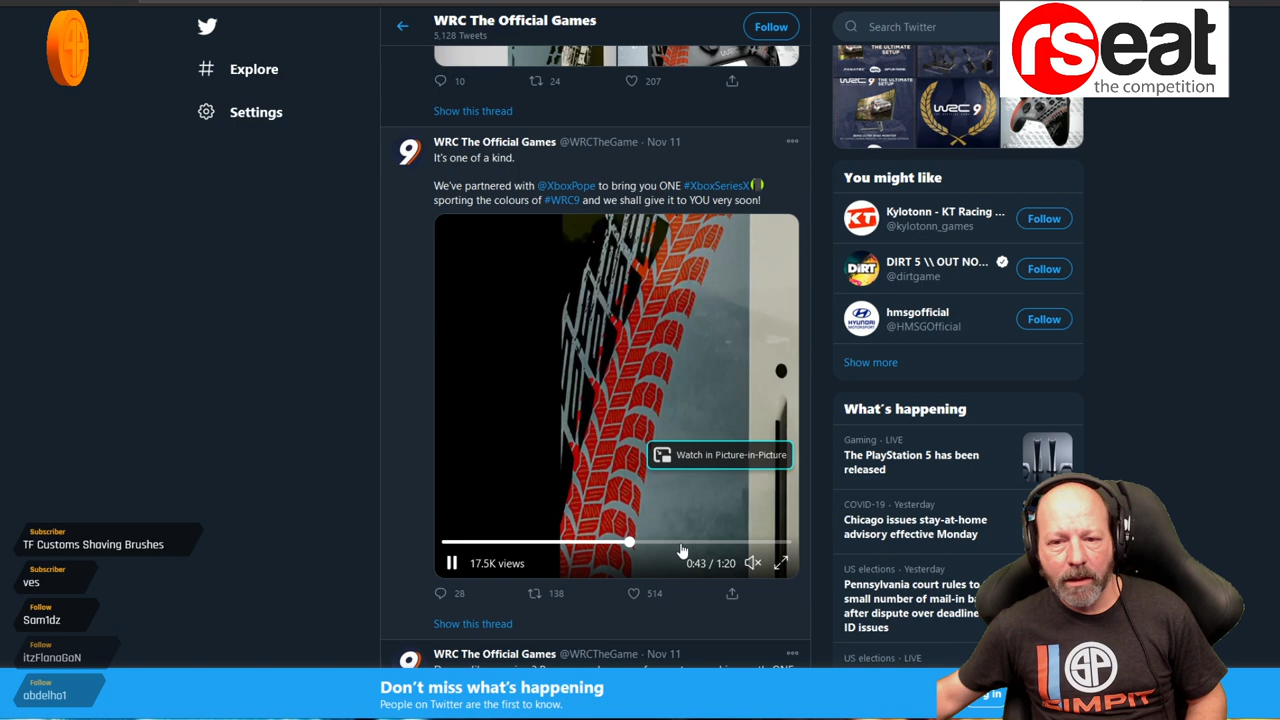 WRC The Official Games
5,128 Tweets
Follow
Search Twitter
rseat
the competition
Explore
Settings
10
24
207
Show this thread
WRC The Official Games @WRCTheGame · Nov 11
It's one of a kind.
We've partnered with @XboxPope to bring you ONE #XboxSeriesX
sporting the colours of #WRC9 and we shall give it to YOU very soon!
Watch in Picture-in-Picture
17.5K views
0:43 / 1:20
28
138
514
Show this thread
WRC The Official Games @WRCTheGame · Nov 11
THE ULTIMATE
SETUP
WRC 9
You might like
Kylotonn - KT Racing ...
@kylotonn_games
Follow
DIRT 5 \\ OUT NO...
@dirtgame
Follow
hmsgofficial
@HMSGOfficial
Follow
Show more
What's happening
Gaming · LIVE
The PlayStation 5 has been
released
COVID-19 · Yesterday
Chicago issues stay-at-home
advisory effective Monday
US elections · Yesterday
Pennsylvania court rules to
small number of mail-in ba
after dispute over deadline
ID issues
US elections · LIVE
Subscriber
TF Customs Shaving Brushes
Subscriber
ves
Follow
Sam1dz
Follow
itzFlanaGaN
Follow
abdelho1
Don't miss what's happening
People on Twitter are the first to know.
SP
SIMPIT